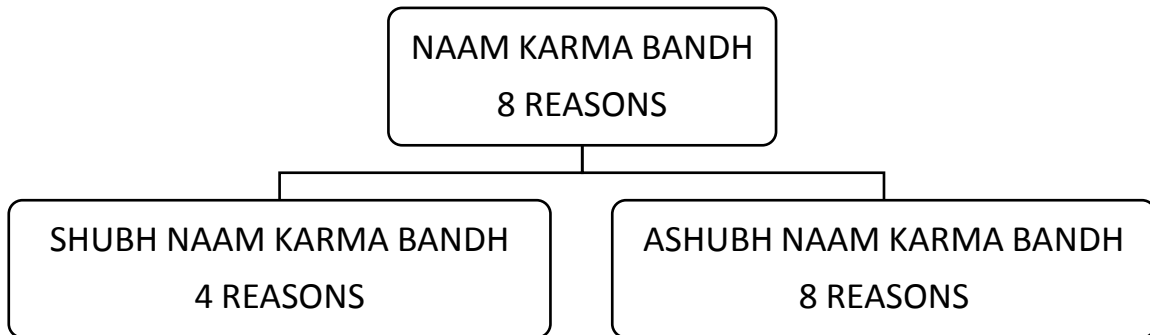 NAAM KARMA BANDH
8 REASONS
SHUBH NAAM KARMA BANDH
4 REASONS
ASHUBH NAAM KARMA BANDH
8 REASONS